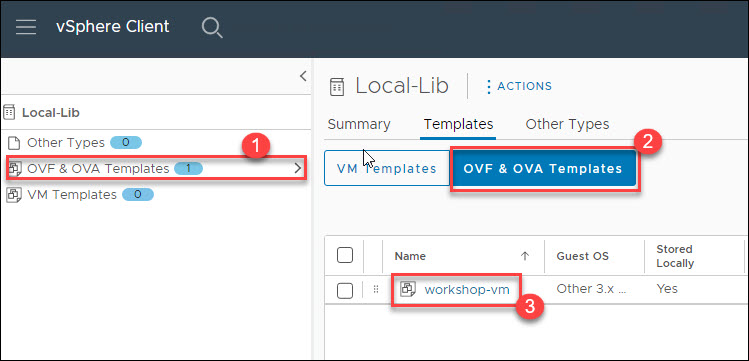 vSphere Client
Local-Lib
Other Types 0
OVF & OVA Templates 1
VM Templates 0
1
Local-Lib
ACTIONS
Summary Templates Other Types
2
VM Templates OVF & OVA Templates
Name Guest OS Stored Locally
workshop-vm Other 3.x ... Yes
3